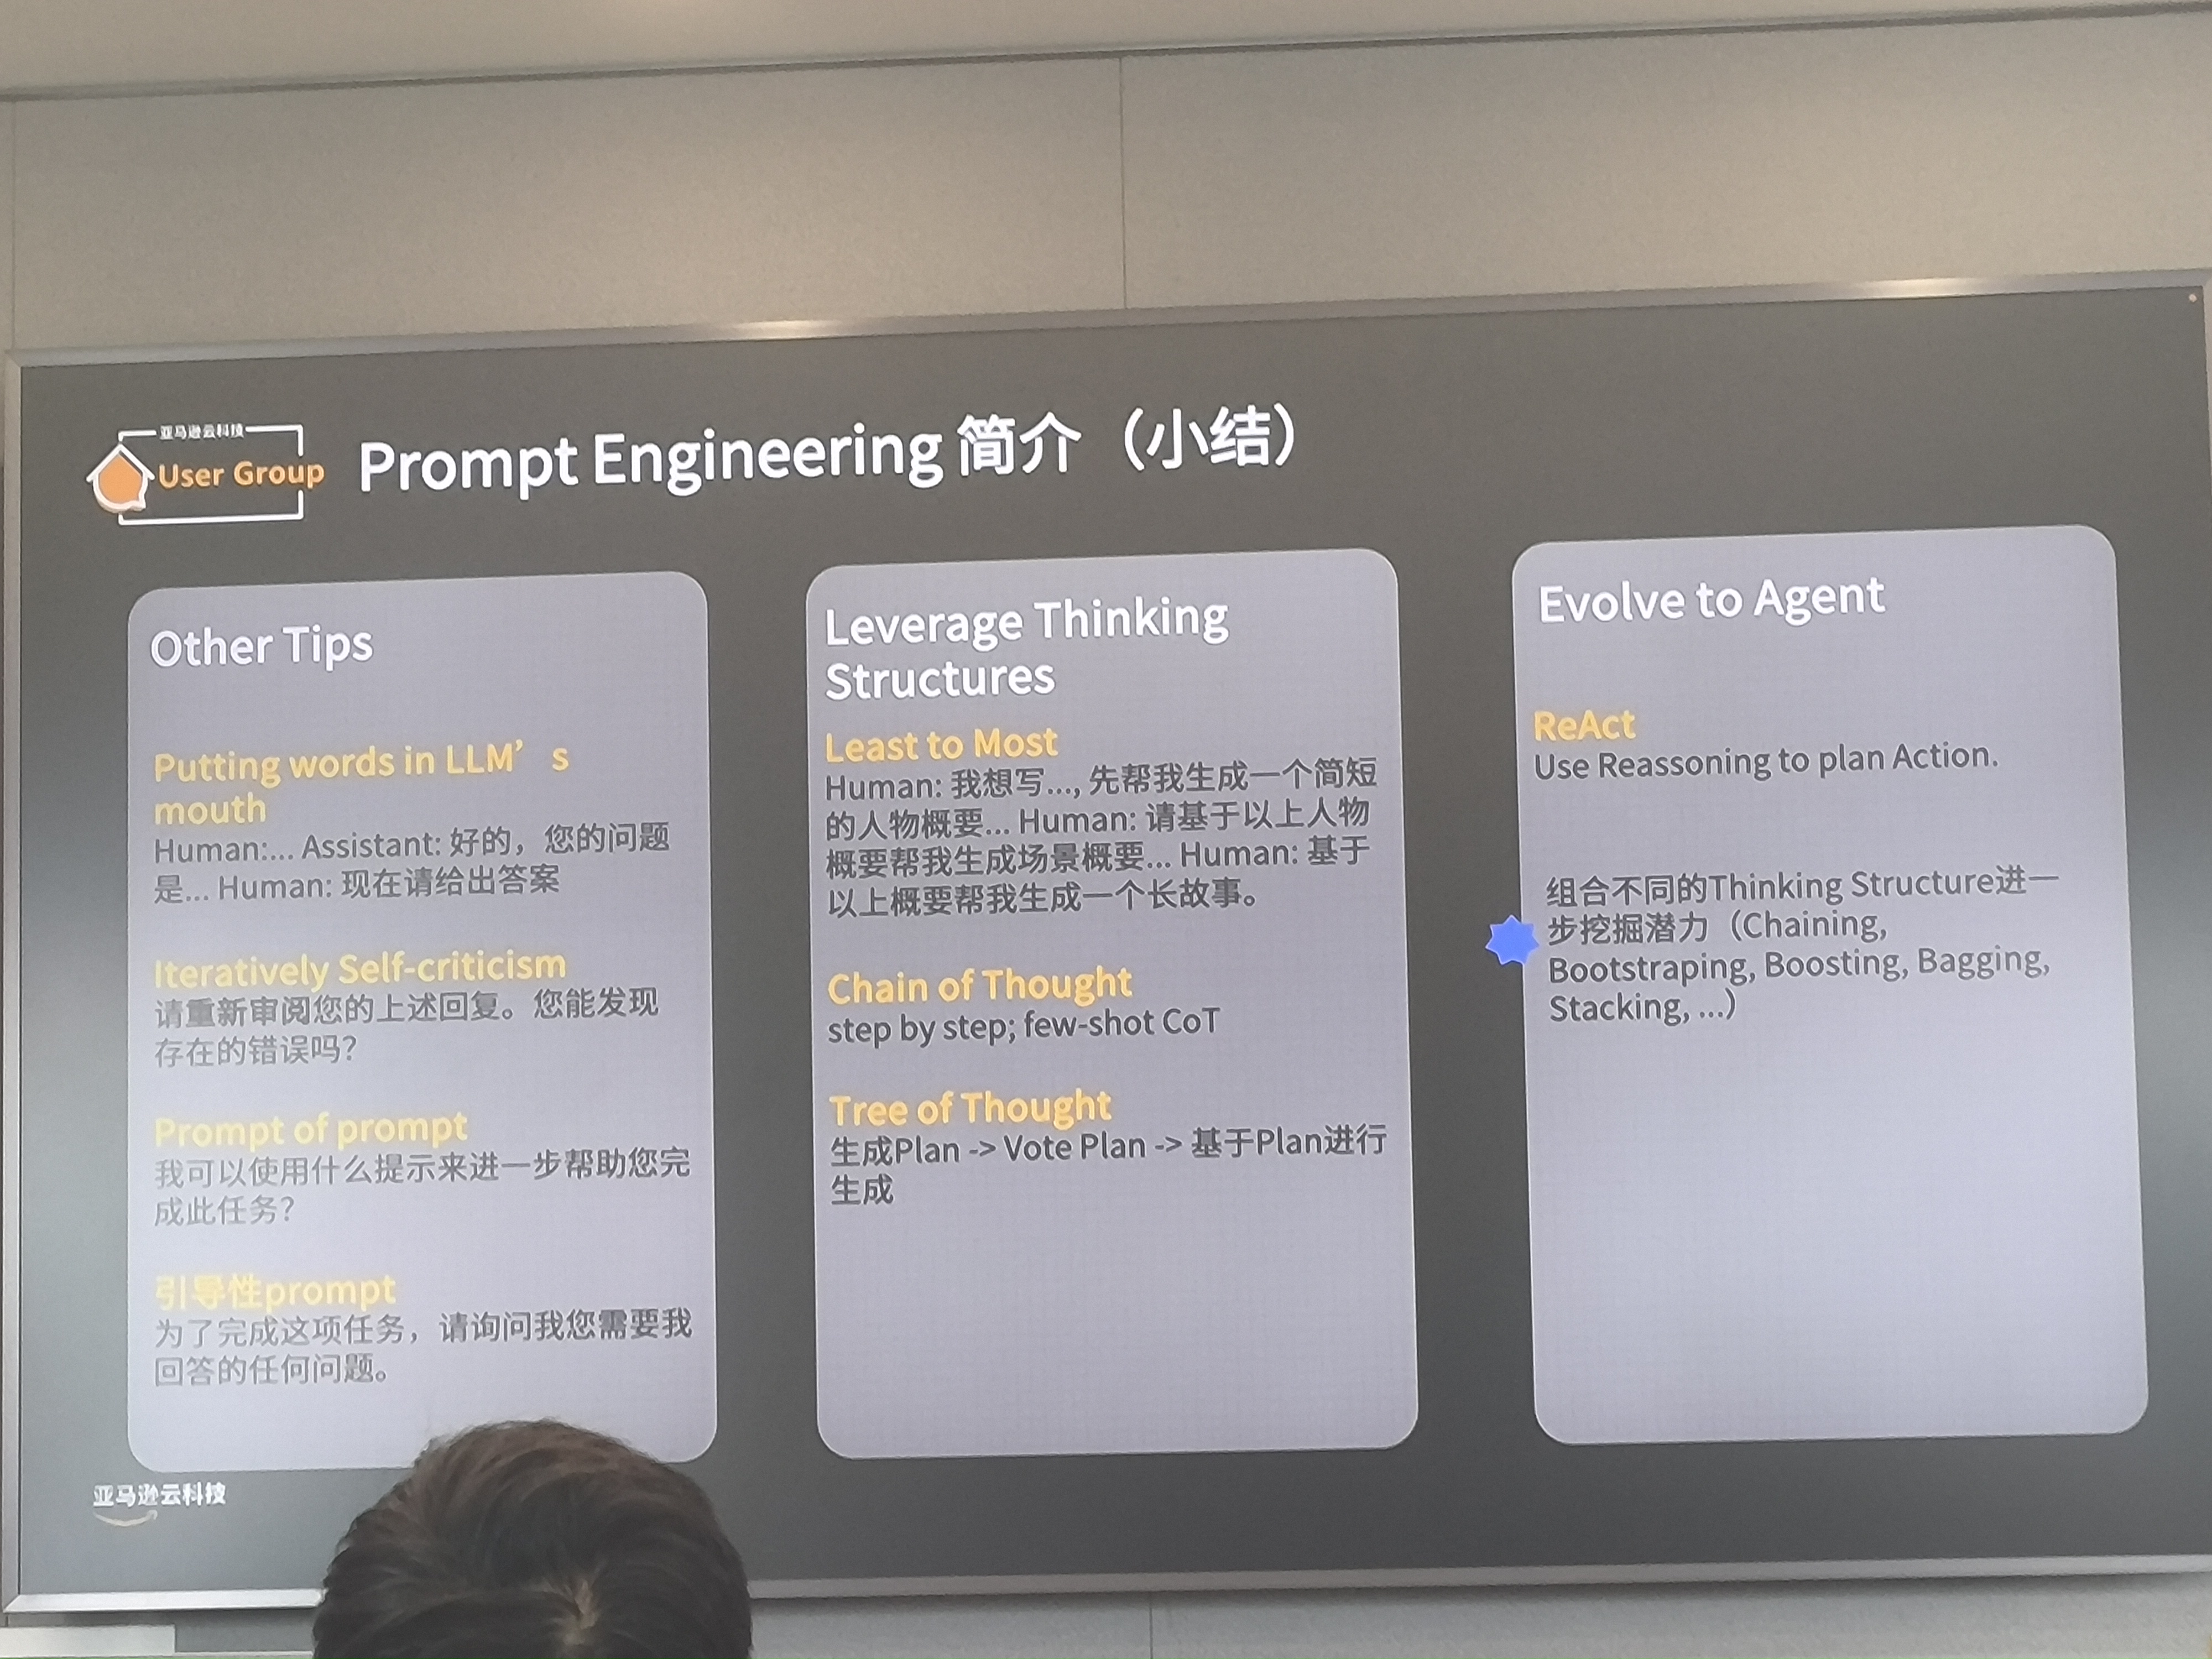 亚马逊云科技
User Group
Prompt Engineering 简介（小结）
Other Tips
Putting words in LLM’s
mouth
Human:... Assistant: 好的，您的问题
是... Human: 现在请给出答案
Iteratively Self-criticism
请重新审阅您的上述回复。您能发现
存在的错误吗？
Prompt of prompt
我可以使用什么提示来进一步帮助您完
成此任务？
引导性prompt
为了完成这项任务，请询问我您需要我
回答的任何问题。
Leverage Thinking
Structures
Least to Most
Human: 我想写..., 先帮我生成一个简短
的人物概要... Human: 请基于以上人物
概要帮我生成场景概要... Human: 基于
以上概要帮我生成一个长故事。
Chain of Thought
step by step; few-shot CoT
Tree of Thought
生成Plan -> Vote Plan -> 基于Plan进行
生成
Evolve to Agent
ReAct
Use Reassoning to plan Action.
组合不同的Thinking Structure进一
步挖掘潜力（Chaining,
Bootstraping, Boosting, Bagging,
Stacking, ...）
亚马逊云科技